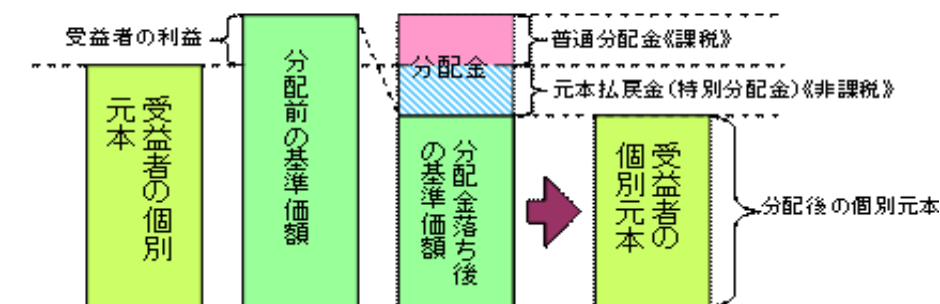 受益者の利益
受益者の個別
元本
分配前の基準価額
分配金
普通分配金《課税》
元本払戻金(特別分配金)《非課税》
分配金落ち後
の基準価額
受益者の
個別元本
分配後の個別元本